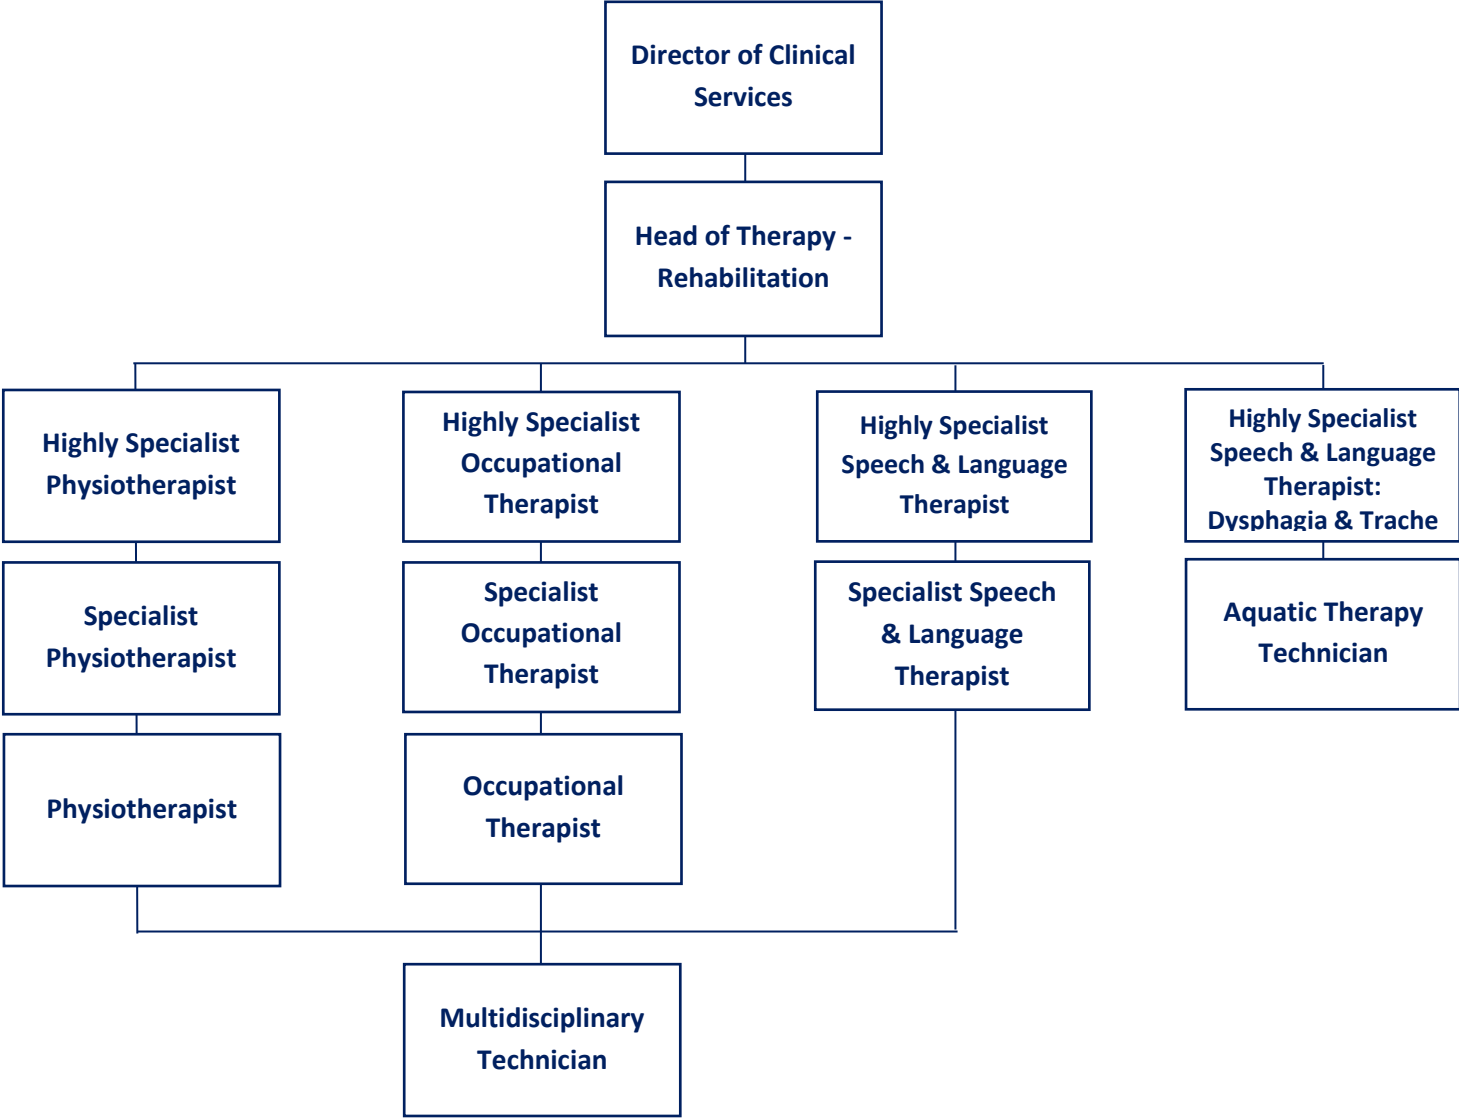 Director of Clinical
Services
Head of Therapy -
Rehabilitation
Highly Specialist
Physiotherapist
Highly Specialist
Occupational
Therapist
Highly Specialist
Speech & Language
Therapist
Highly Specialist
Speech & Language
Therapist:
Dysphagia & Trache
Specialist
Physiotherapist
Specialist
Occupational
Therapist
Specialist Speech
& Language
Therapist
Aquatic Therapy
Technician
Physiotherapist
Occupational
Therapist
Multidisciplinary
Technician